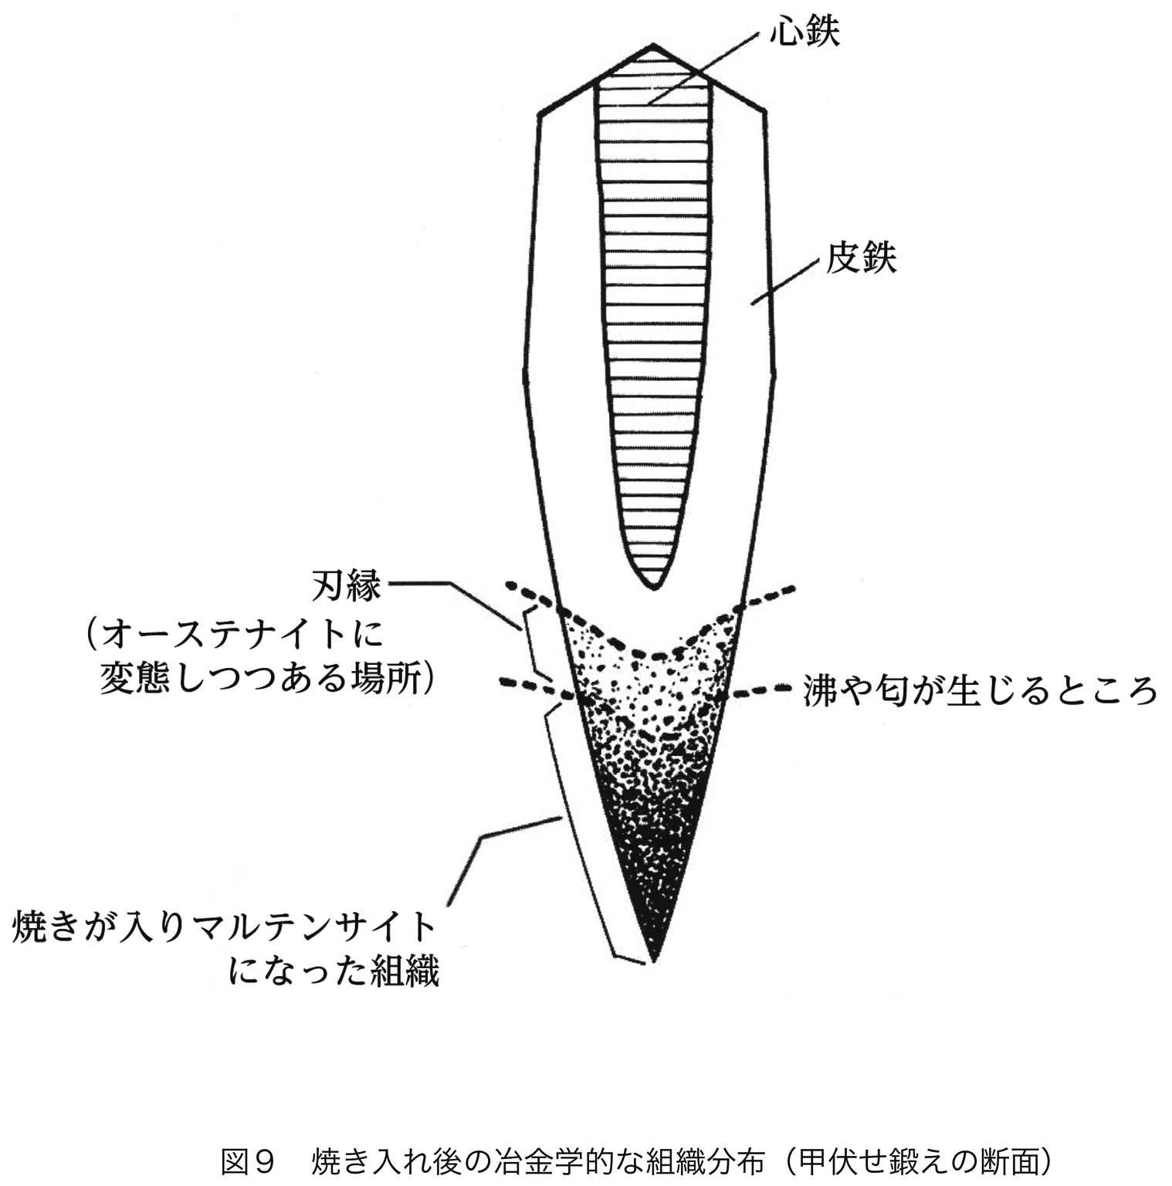 心鉄
皮鉄
刃縁
（オーステナイトに
変態しつつある場所）
沸や匂が生じるところ
焼きが入りマルテンサイト
になった組織
図9　焼き入れ後の冶金学的な組織分布（甲伏せ鍛えの断面）